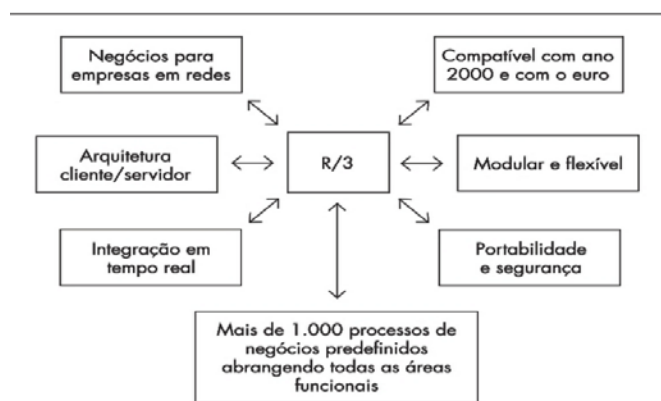 Negócios para
empresas em redes
Compatível com ano
2000 e com o euro
Arquitetura
cliente/servidor
R/3
Modular e flexível
Integração em
tempo real
Portabilidade
e segurança
Mais de 1.000 processos de
negócios predefinidos
abrangendo todas as áreas
funcionais